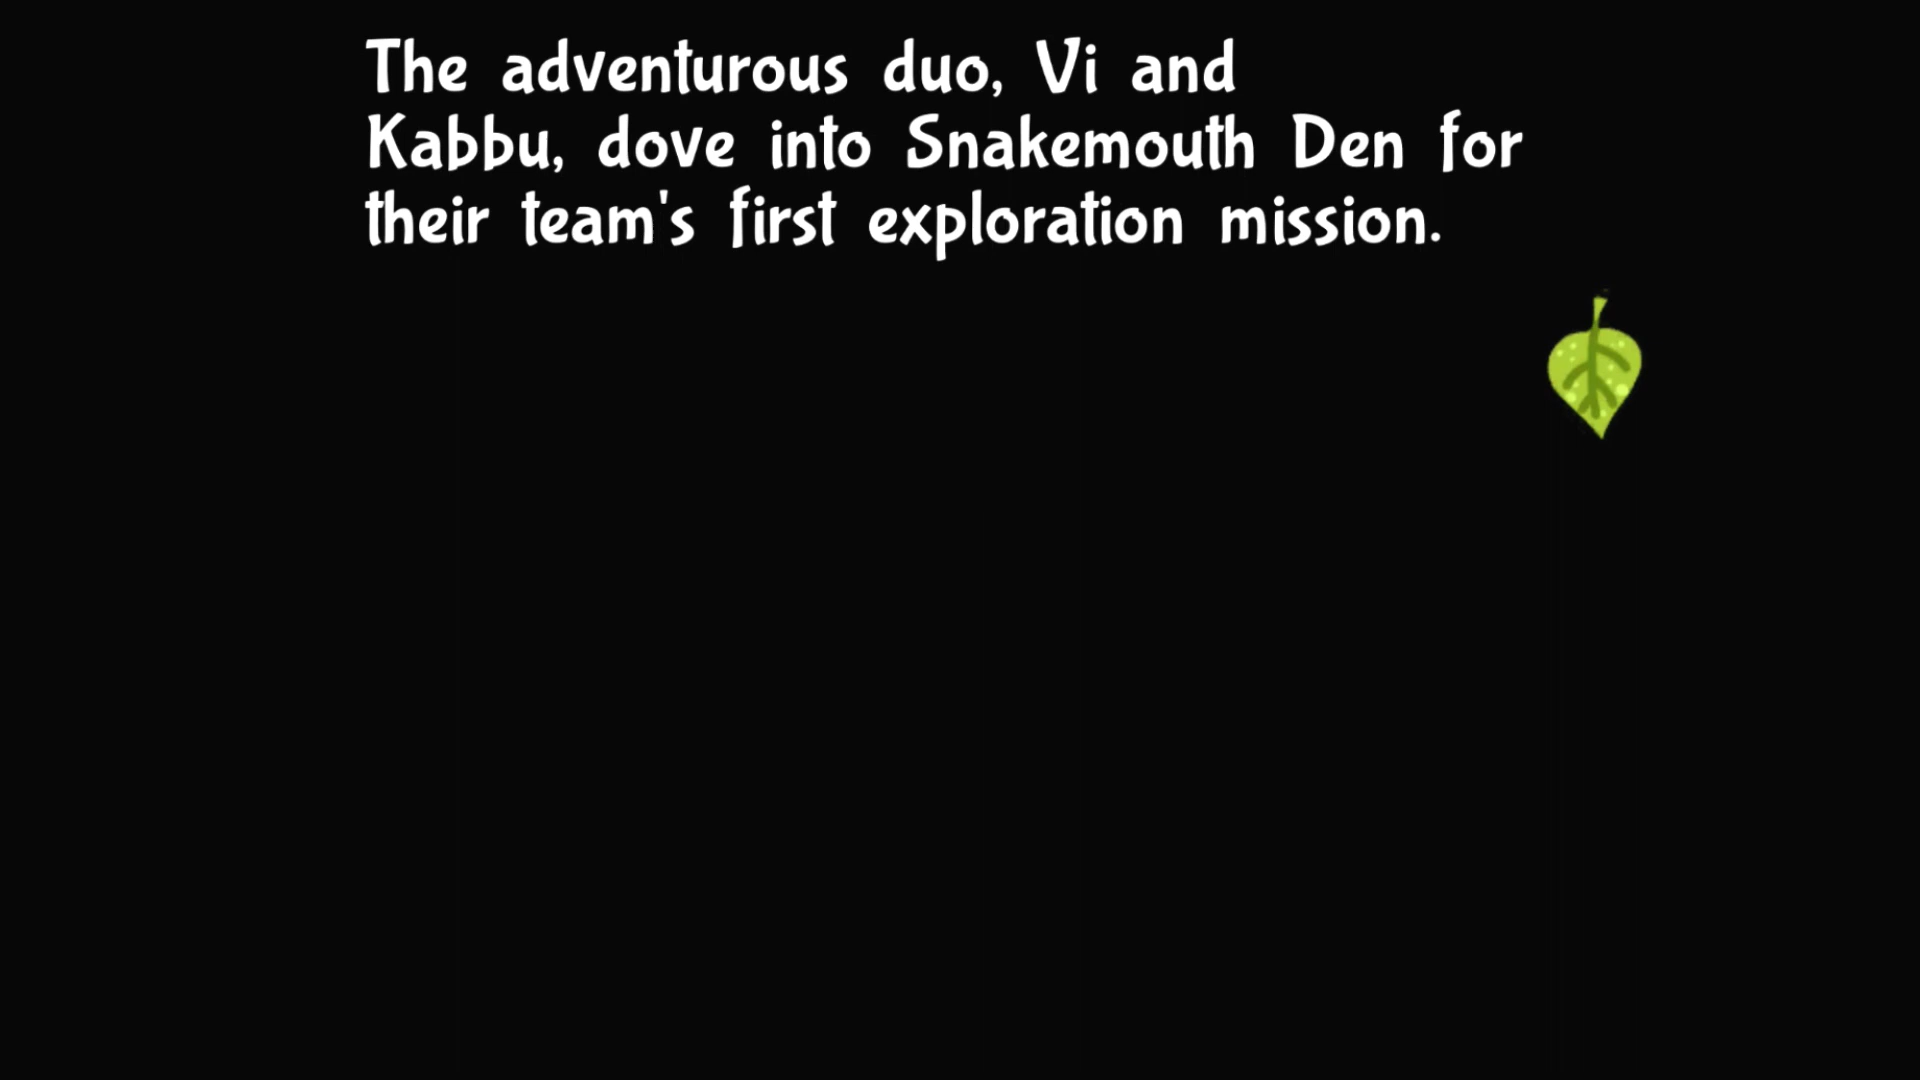 The adventurous duo, Vi and
Kabbu, dove into Snakemouth Den for
their team's first exploration mission.